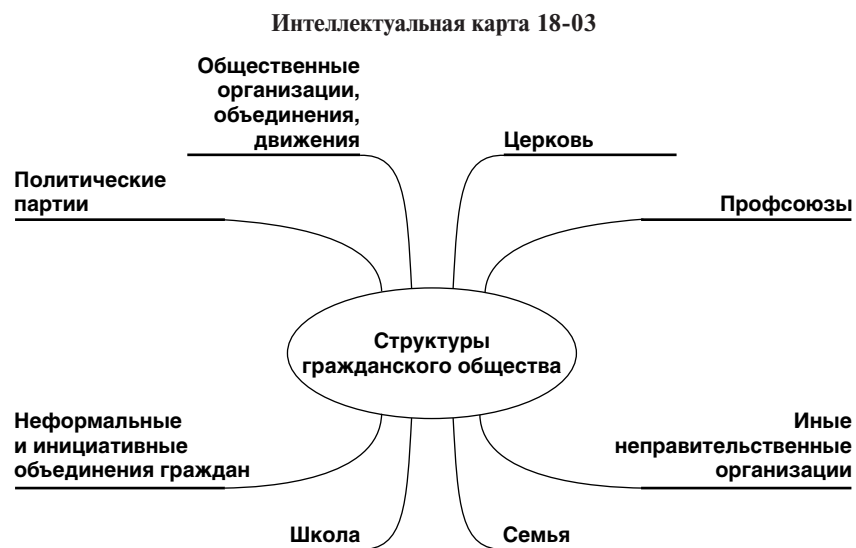 Интеллектуальная карта 18-03
Общественные
организации,
объединения,
движения
Церковь
Политические
партии
Профсоюзы
Структуры
гражданского общества
Неформальные
и инициативные
объединения граждан
Иные
неправительственные
организации
Школа
Семья